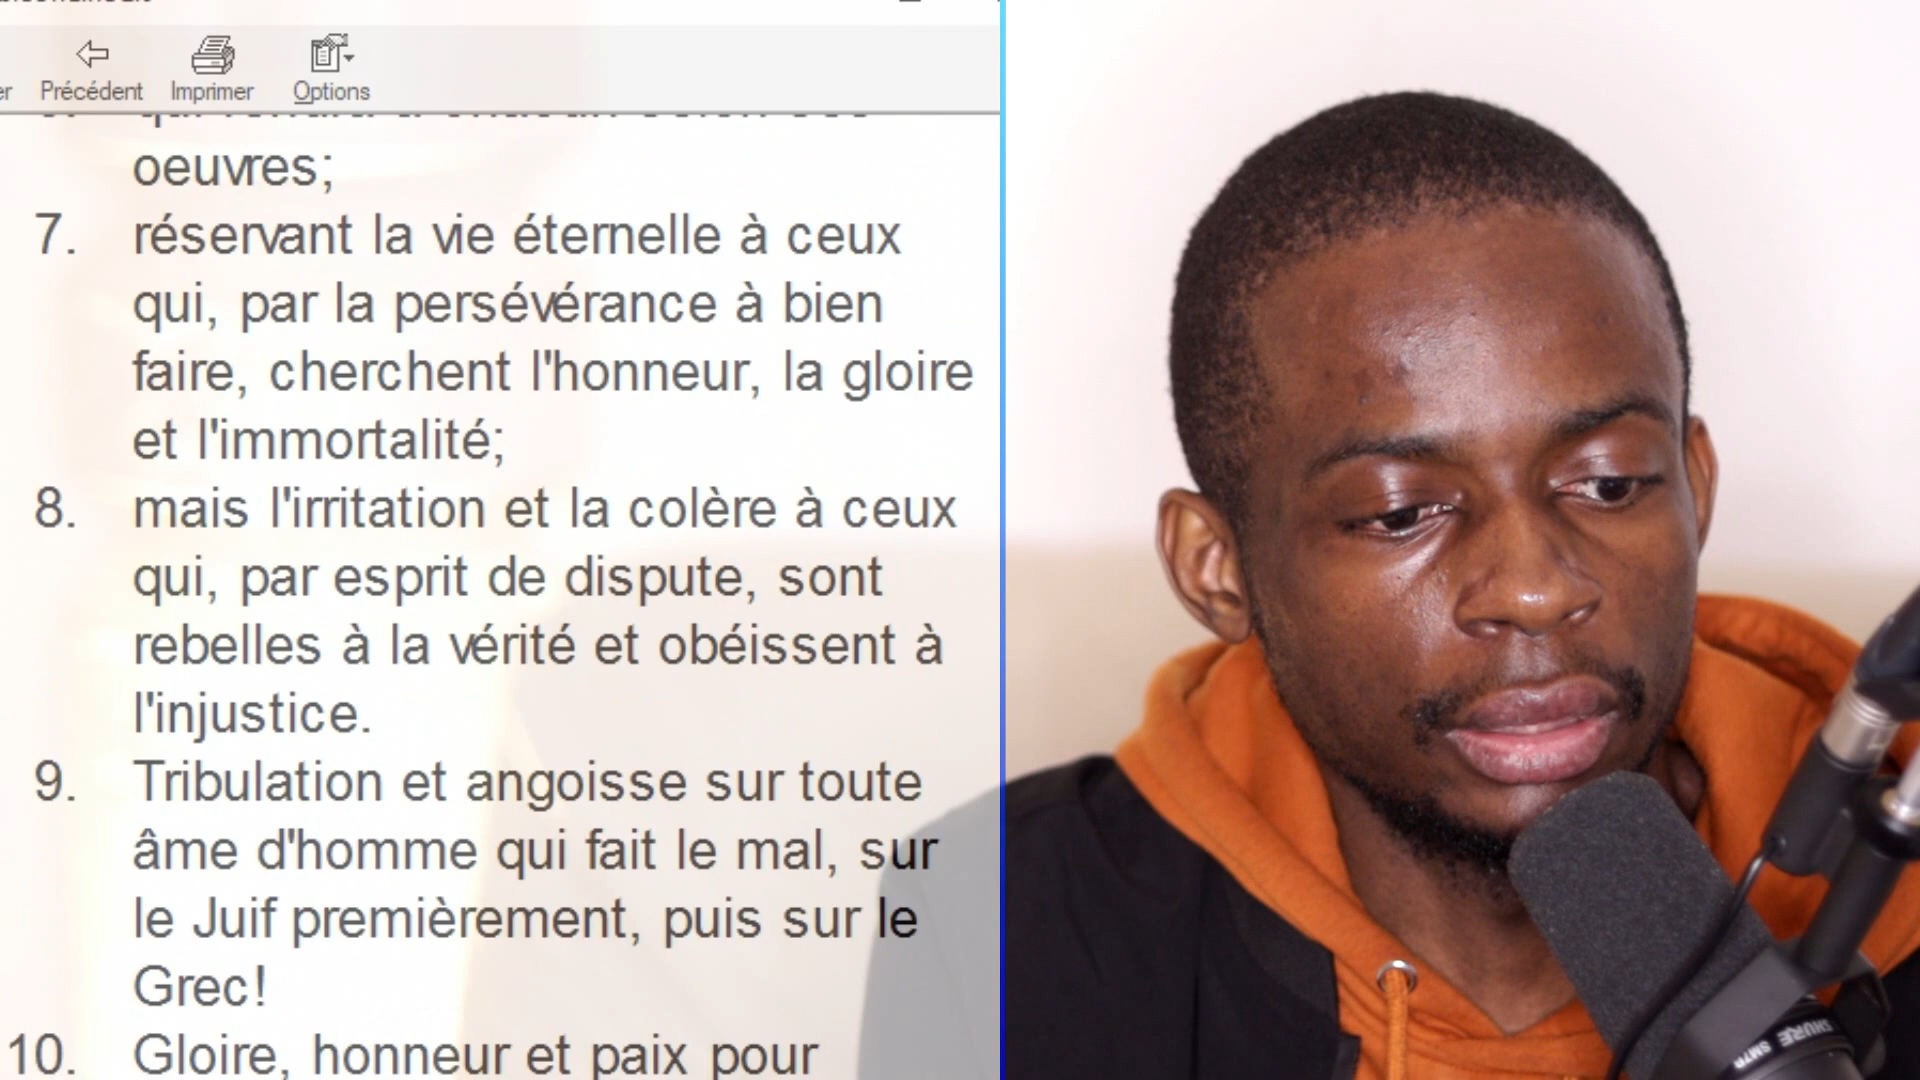 Précédent
Imprimer
Options
oeuvres;
7. réservant la vie éternelle à ceux
qui, par la persévérance à bien
faire, cherchent l'honneur, la gloire
et l'immortalité;
8. mais l'irritation et la colère à ceux
qui, par esprit de dispute, sont
rebelles à la vérité et obéissent à
l'injustice.
9. Tribulation et angoisse sur toute
âme d'homme qui fait le mal, sur
le Juif premièrement, puis sur le
Grec!
10. Gloire, honneur et paix pour
SHURE SM7B